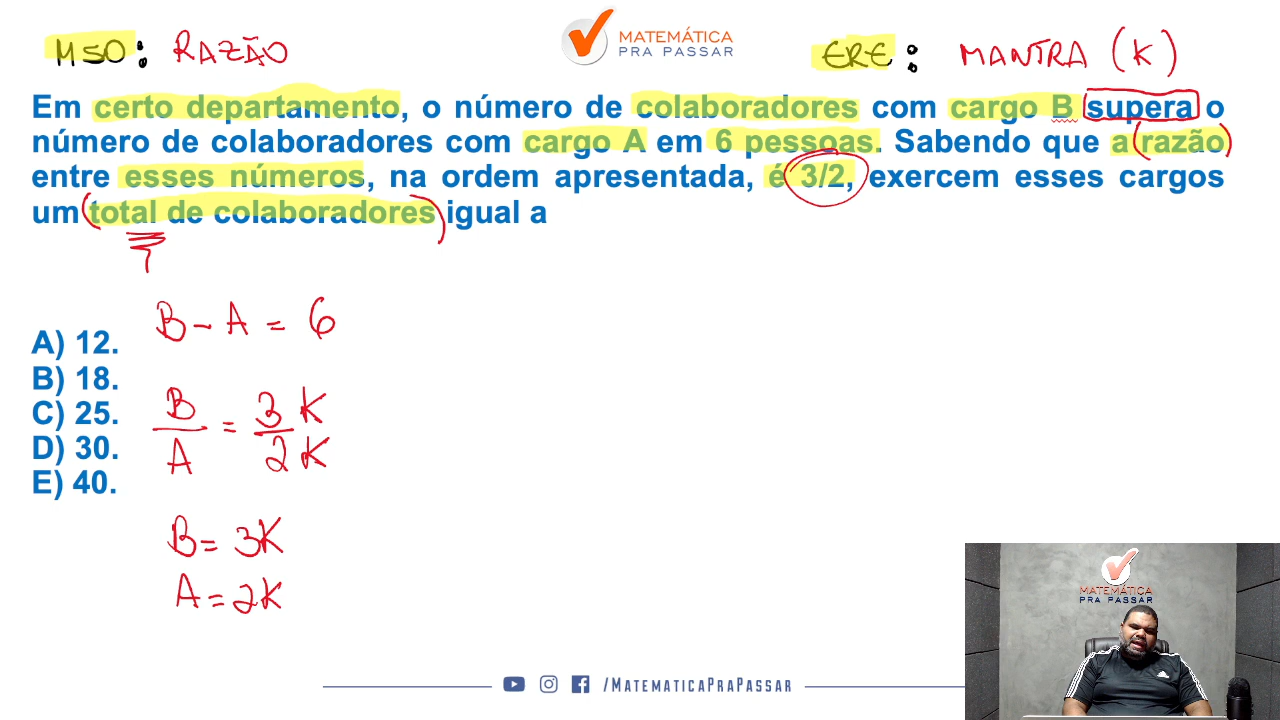 MSO: RAZÃO
MATEMÁTICA
PRA PASSAR
ERE: MANTRA (K)
Em certo departamento, o número de colaboradores com cargo B supera o
número de colaboradores com cargo A em 6 pessoas. Sabendo que a razão
entre esses números, na ordem apresentada, é 3/2, exercem esses cargos
um total de colaboradores igual a
B - A = 6
A) 12.
B) 18.
C) 25.
D) 30.
E) 40.
B/A = 3K/2K
B = 3K
A = 2K
MATEMÁTICA
PRA PASSAR
/MATEMATICAPRAPASSAR